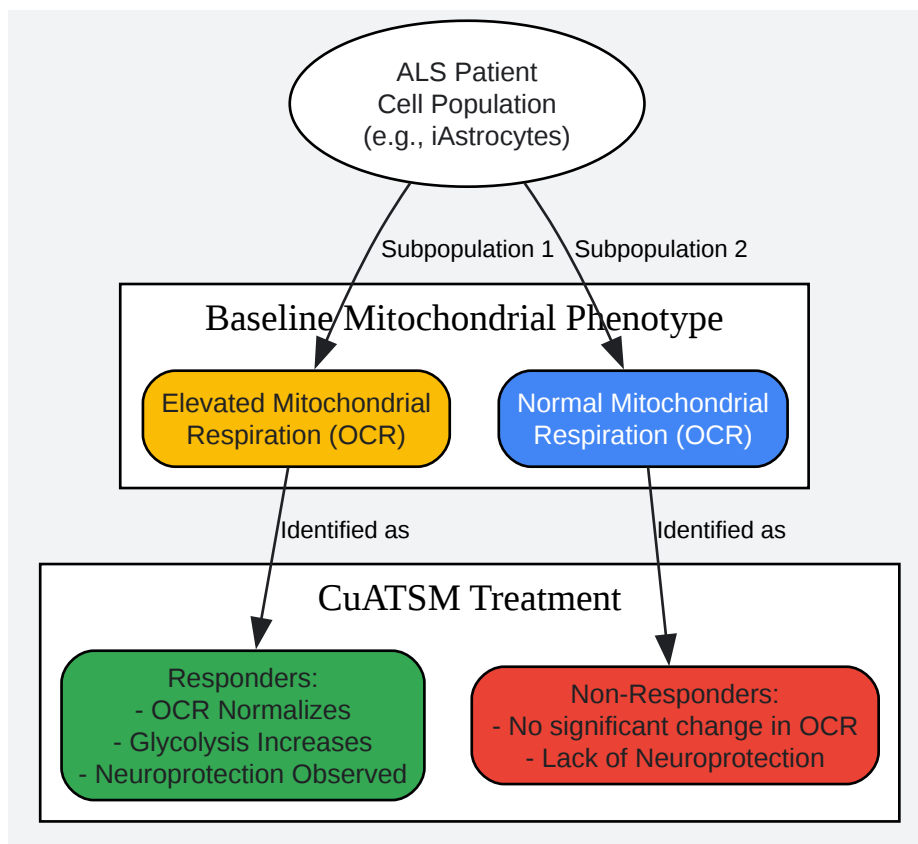 ALS Patient
Cell Population
(e.g., iAstrocytes)
Subpopulation 1
Subpopulation 2
Baseline Mitochondrial Phenotype
Elevated Mitochondrial
Respiration (OCR)
Normal Mitochondrial
Respiration (OCR)
Identified as
Identified as
CuATSM Treatment
Responders:
- OCR Normalizes
- Glycolysis Increases
- Neuroprotection Observed
Non-Responders:
- No significant change in OCR
- Lack of Neuroprotection